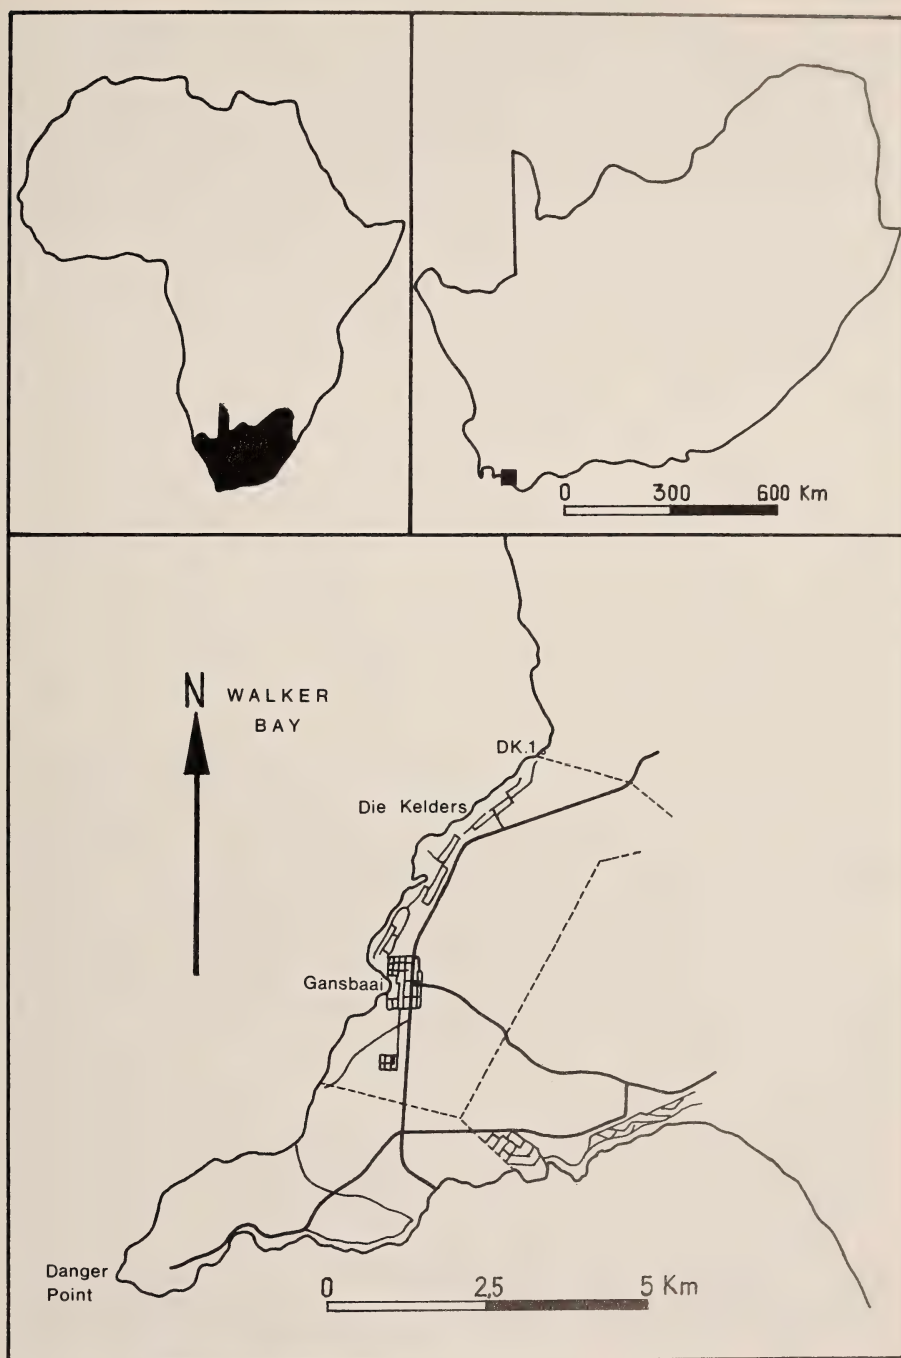 0 300 600 Km
N WALKER
BAY
DK.1
Die Kelders
Gansbaai
Danger
Point
0 2,5 5 Km